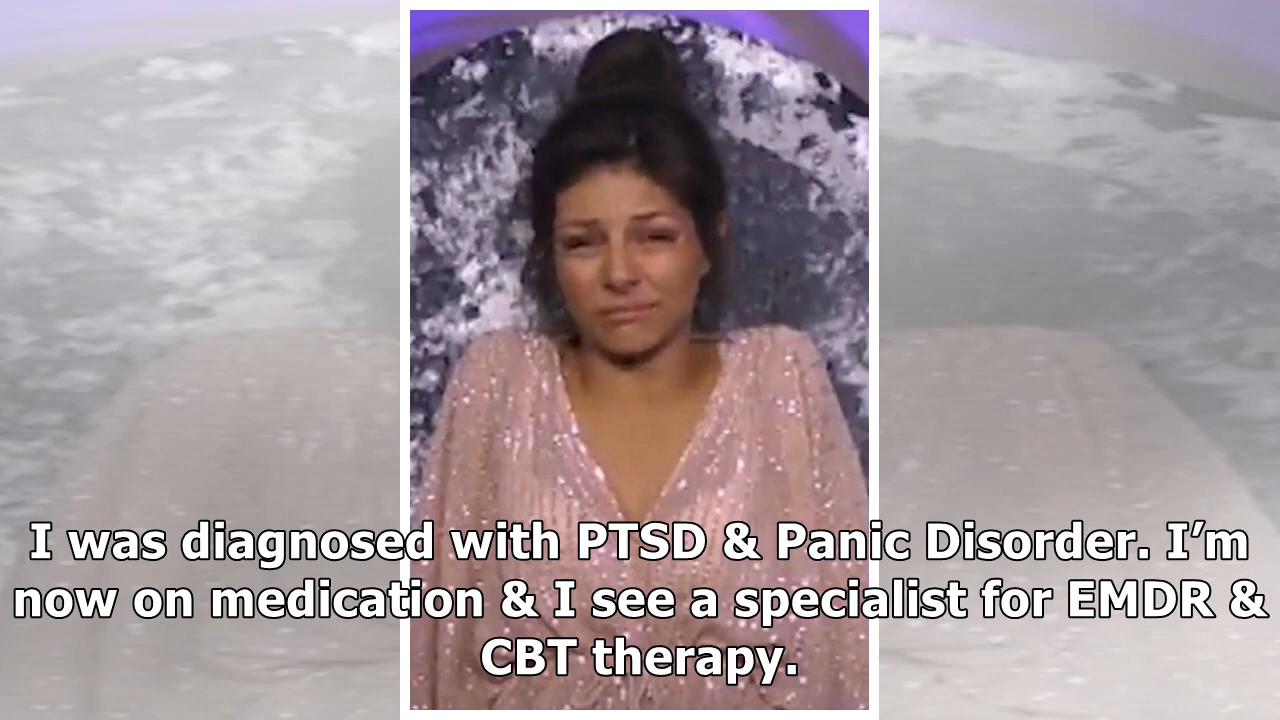 I was diagnosed with PTSD & Panic Disorder. I’m
now on medication & I see a specialist for EMDR &
CBT therapy.